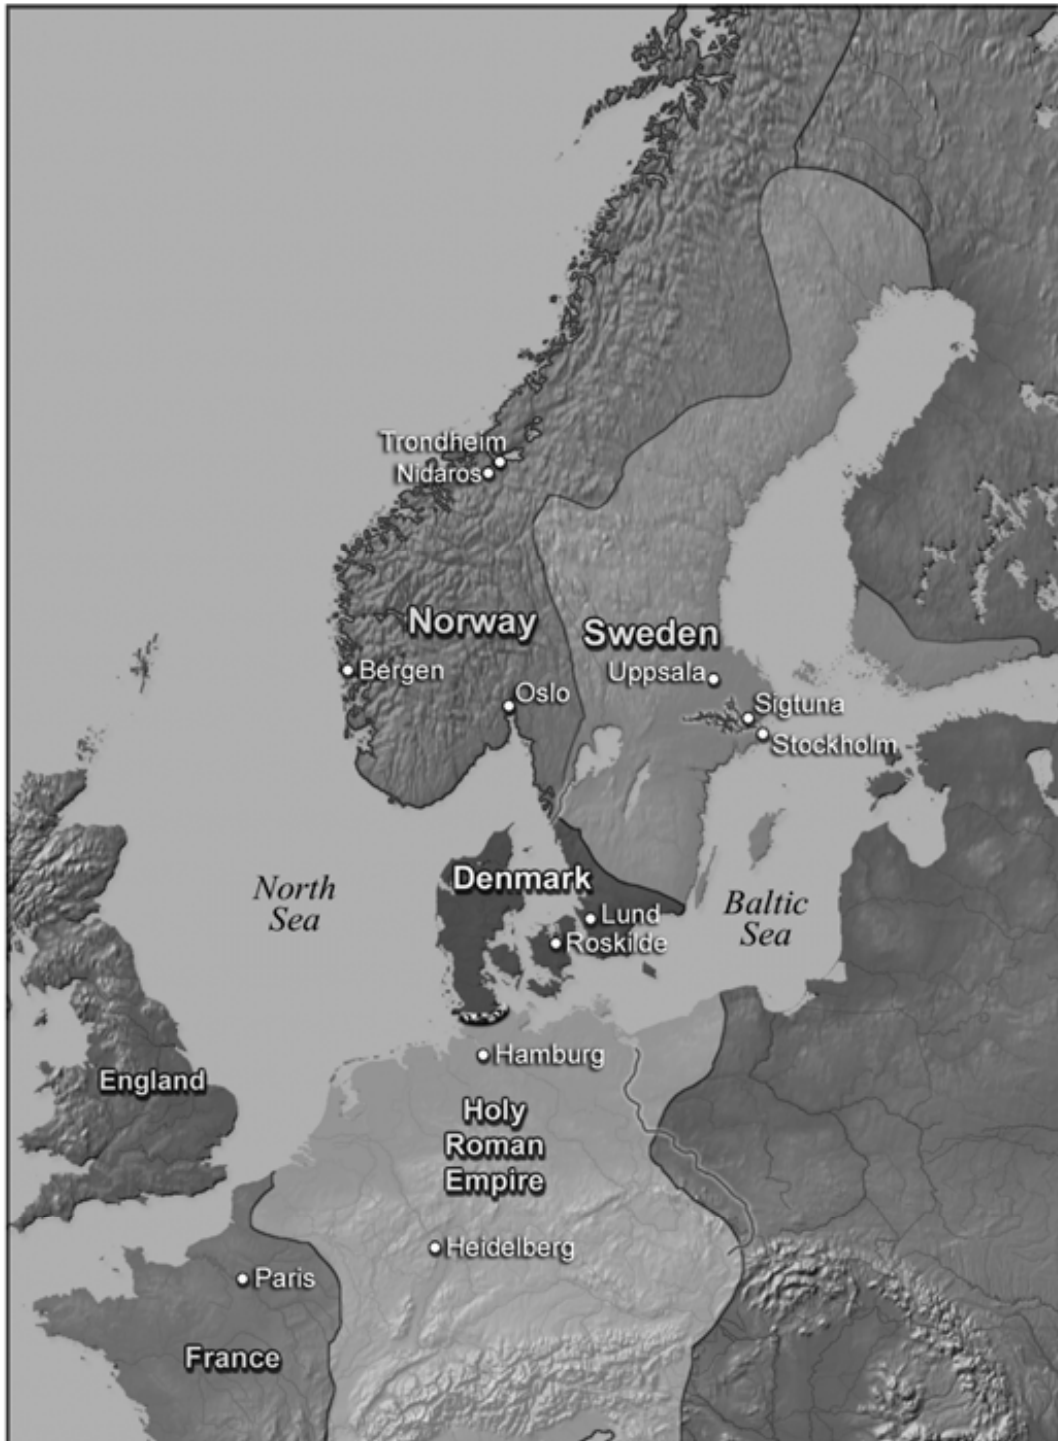 Trondheim
Nidaros
Norway
Sweden
Bergen
Uppsala
Oslo
Sigtuna
Stockholm
North
Sea
Denmark
Baltic
Sea
Lund
Roskilde
Hamburg
England
Holy
Roman
Empire
Heidelberg
Paris
France